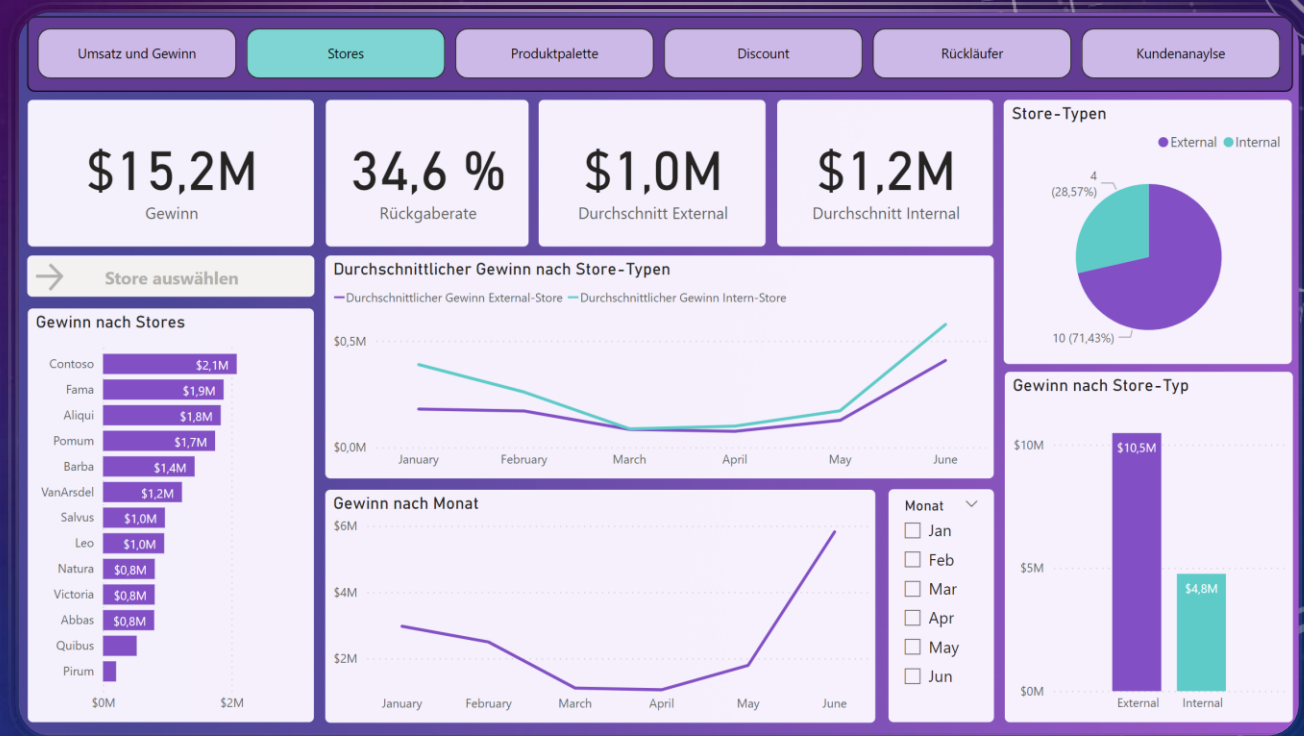 Umsatz und Gewinn
Stores
Produktpalette
Discount
Rückläufer
Kundenanaylse
$15,2M
Gewinn
34,6 %
Rückgaberate
$1,0M
Durchschnitt External
$1,2M
Durchschnitt Internal
Store-Typen
External Internal
4
(28,57%)
10 (71,43%)
Store auswählen
Gewinn nach Stores
Contoso $2,1M
Fama $1,9M
Aliqui $1,8M
Pomum $1,7M
Barba $1,4M
VanArsdel $1,2M
Salvus $1,0M
Leo $1,0M
Natura $0,8M
Victoria $0,8M
Abbas $0,8M
Quibus
Pirum
$0M $2M
Durchschnittlicher Gewinn nach Store-Typen
Durchschnittlicher Gewinn External-Store Durchschnittlicher Gewinn Intern-Store
$0,5M
$0,0M
January February March April May June
Gewinn nach Monat
$6M
$4M
$2M
January February March April May June
Monat
Jan
Feb
Mar
Apr
May
Jun
Gewinn nach Store-Typ
$10M
$10,5M
$5M
$4,8M
$0M
External Internal